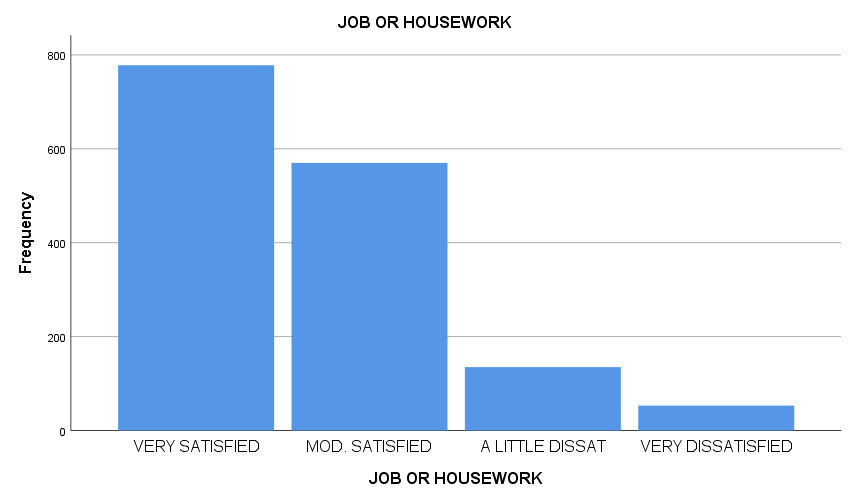 JOB OR HOUSEWORK
800
600
400
200
0
Frequency
VERY SATISFIED
MOD. SATISFIED
A LITTLE DISSAT
VERY DISSATISFIED
JOB OR HOUSEWORK